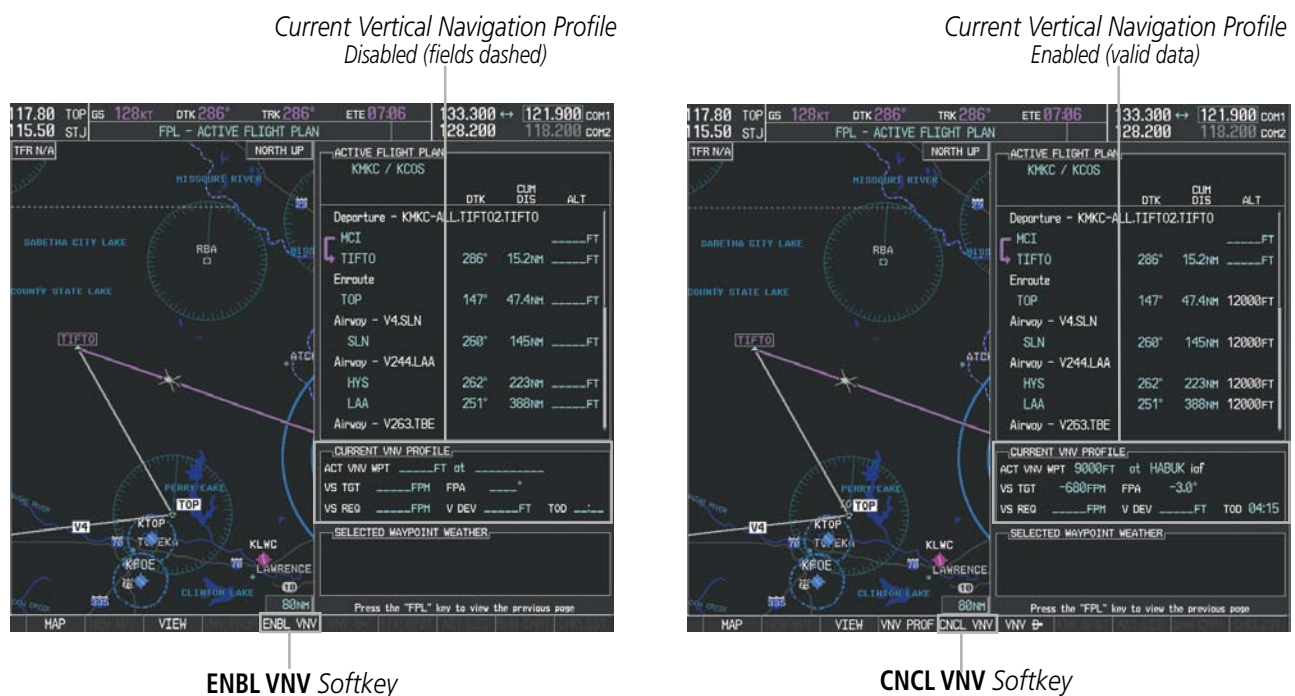 Current Vertical Navigation Profile
Disabled (fields dashed)
117.80 TOP GS 128KT DTK 286° TRK 286° ETE 07:06 133.300 ↔ 121.900 COM1
115.50 STJ FPL – ACTIVE FLIGHT PLAN 128.200 118.200 COM2
TFR N/A
NORTH UP
MISSOURI RIVER
SABETHA CITY LAKE
RBA
COUNTY STATE LAKE
TIFTO
PERRY LAKE
TOP
V4
KTOP
KFOE
KLWC
LAWRENCE
CLINTON LAKE
80NM
ACTIVE FLIGHT PLAN
KMKC / KCOS
DTK CUM DIS ALT
Departure – KMKC-ALL.TIFTO2.TIFTO
MCI _____FT
TIFTO 286° 15.2NM _____FT
Enroute
TOP 147° 47.4NM _____FT
Airway – V4.SLN
SLN 260° 145NM _____FT
Airway – V244.LAA
HYS 262° 223NM _____FT
LAA 251° 388NM _____FT
Airway – V263.TBE
CURRENT VNV PROFILE
ACT VNV WPT _____FT at __________
VS TGT _____FPM FPA ____°
VS REQ _____FPM V DEV _____FT TOD __:__
SELECTED WAYPOINT WEATHER
Press the "FPL" key to view the previous page
MAP VIEW ENBL VNV
ENBL VNV Softkey
Current Vertical Navigation Profile
Enabled (valid data)
117.80 TOP GS 128KT DTK 286° TRK 286° ETE 07:06 133.300 ↔ 121.900 COM1
115.50 STJ FPL – ACTIVE FLIGHT PLAN 128.200 118.200 COM2
TFR N/A
NORTH UP
MISSOURI RIVER
SABETHA CITY LAKE
RBA
COUNTY STATE LAKE
TIFTO
PERRY LAKE
TOP
V4
KTOP
KFOE
KLWC
LAWRENCE
CLINTON LAKE
80NM
ACTIVE FLIGHT PLAN
KMKC / KCOS
DTK CUM DIS ALT
Departure – KMKC-ALL.TIFTO2.TIFTO
MCI _____FT
TIFTO 286° 15.2NM _____FT
Enroute
TOP 147° 47.4NM 12000FT
Airway – V4.SLN
SLN 260° 145NM 12000FT
Airway – V244.LAA
HYS 262° 223NM 12000FT
LAA 251° 388NM 12000FT
Airway – V263.TBE
CURRENT VNV PROFILE
ACT VNV WPT 9000FT at HABUK iaf
VS TGT -680FPM FPA -3.0°
VS REQ _____FPM V DEV _____FT TOD 04:15
SELECTED WAYPOINT WEATHER
Press the "FPL" key to view the previous page
MAP VIEW VNV PROF CNCL VNV VNV
CNCL VNV Softkey